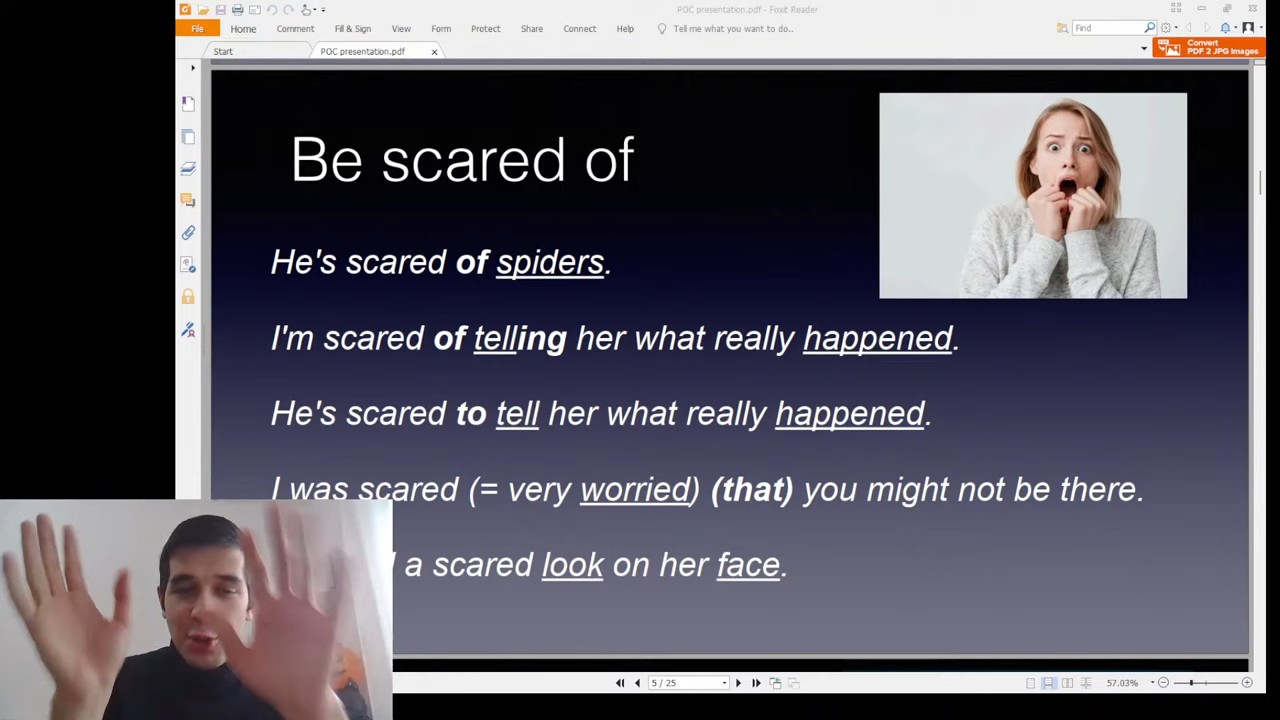 POC presentation.pdf - Foxit Reader
File Home Comment Fill & Sign View Form Protect Share Connect Help Tell me what you want to do.. Find
Start POC presentation.pdf
Convert
PDF 2 JPG Images
Be scared of
He's scared of spiders.
I'm scared of telling her what really happened.
He's scared to tell her what really happened.
I was scared (= very worried) (that) you might not be there.
a scared look on her face.
5 / 25 57.03%